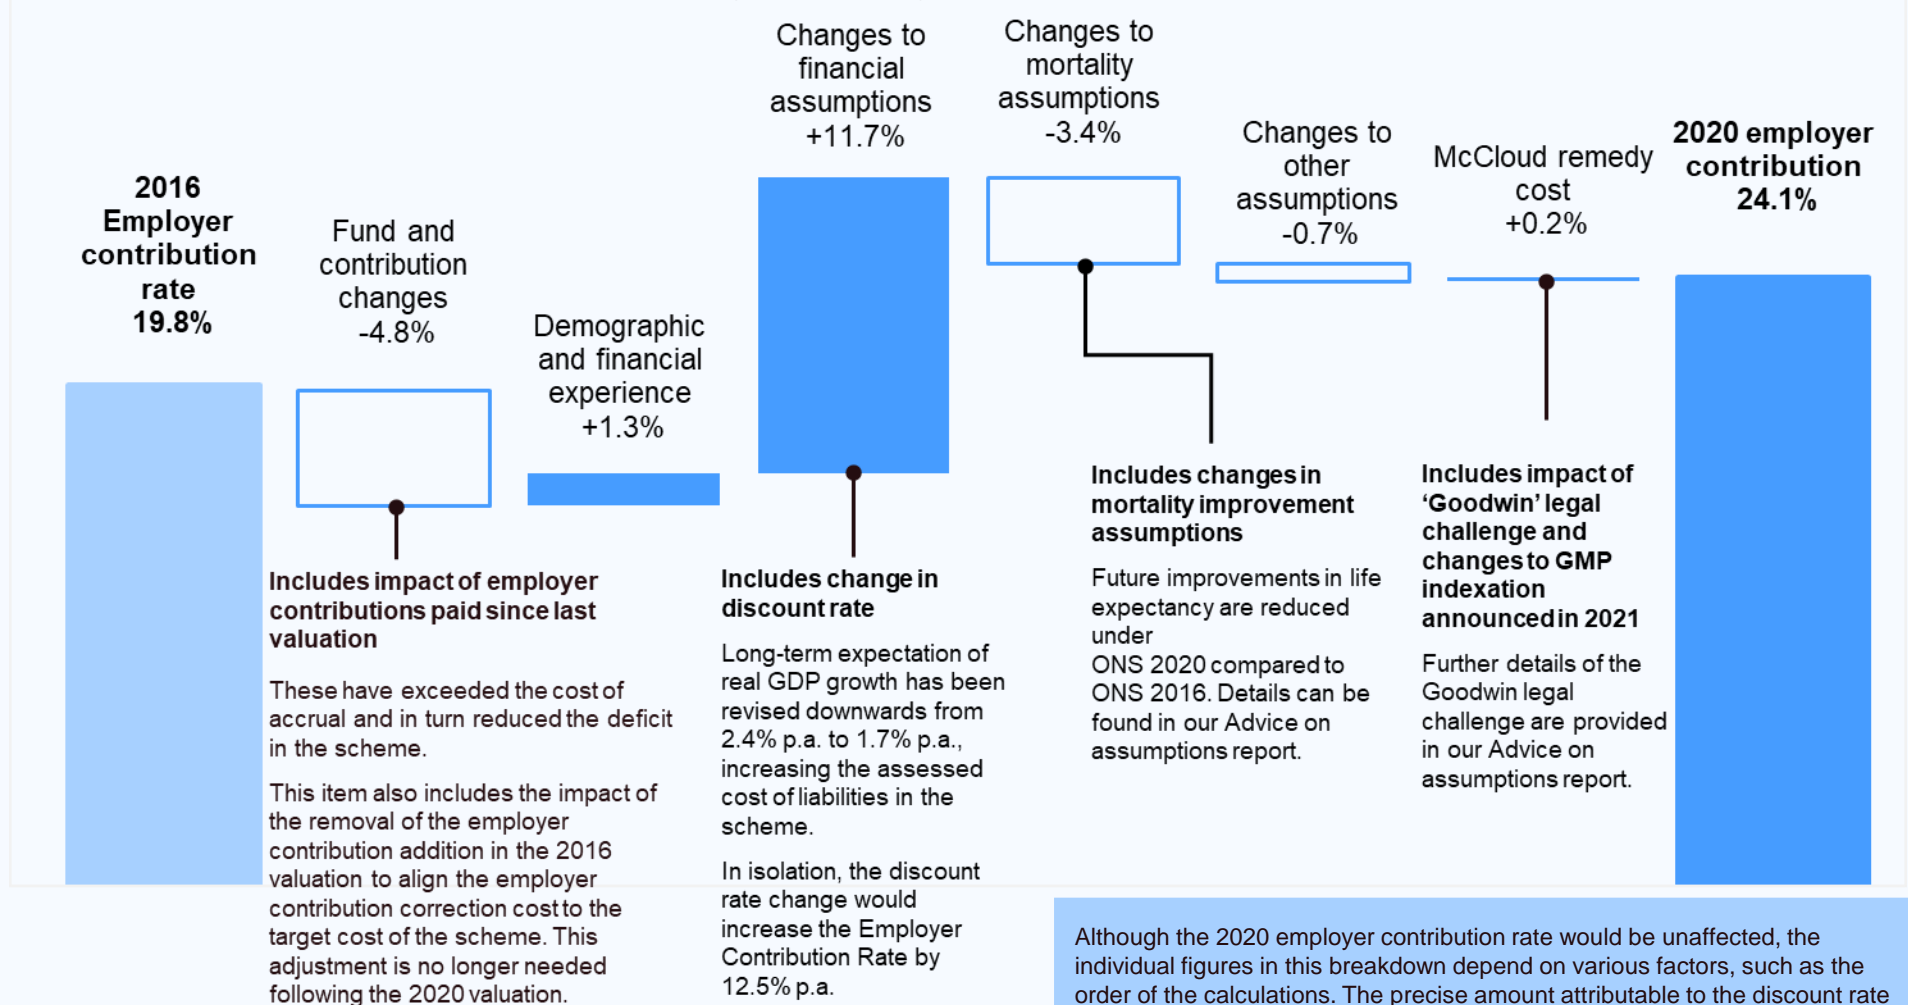 2016
Employer
contribution
rate
19.8%
Fund and
contribution
changes
-4.8%
Demographic
and financial
experience
+1.3%
Changes to
financial
assumptions
+11.7%
Changes to
mortality
assumptions
-3.4%
Changes to
other
assumptions
-0.7%
McCloud remedy
cost
+0.2%
2020 employer
contribution
24.1%
Includes impact of employer
contributions paid since last
valuation
These have exceeded the cost of
accrual and in turn reduced the deficit
in the scheme.
This item also includes the impact of
the removal of the employer
contribution addition in the 2016
valuation to align the employer
contribution correction cost to the
target cost of the scheme. This
adjustment is no longer needed
following the 2020 valuation.
Includes change in
discount rate
Long-term expectation of
real GDP growth has been
revised downwards from
2.4% p.a. to 1.7% p.a.,
increasing the assessed
cost of liabilities in the
scheme.
In isolation, the discount
rate change would
increase the Employer
Contribution Rate by
12.5% p.a.
Includes changes in
mortality improvement
assumptions
Future improvements in life
expectancy are reduced
under
ONS 2020 compared to
ONS 2016. Details can be
found in our Advice on
assumptions report.
Includes impact of
‘Goodwin’ legal
challenge and
changes to GMP
indexation
announced in 2021
Further details of the
Goodwin legal
challenge are provided
in our Advice on
assumptions report.
Although the 2020 employer contribution rate would be unaffected, the
individual figures in this breakdown depend on various factors, such as the
order of the calculations. The precise amount attributable to the discount rate